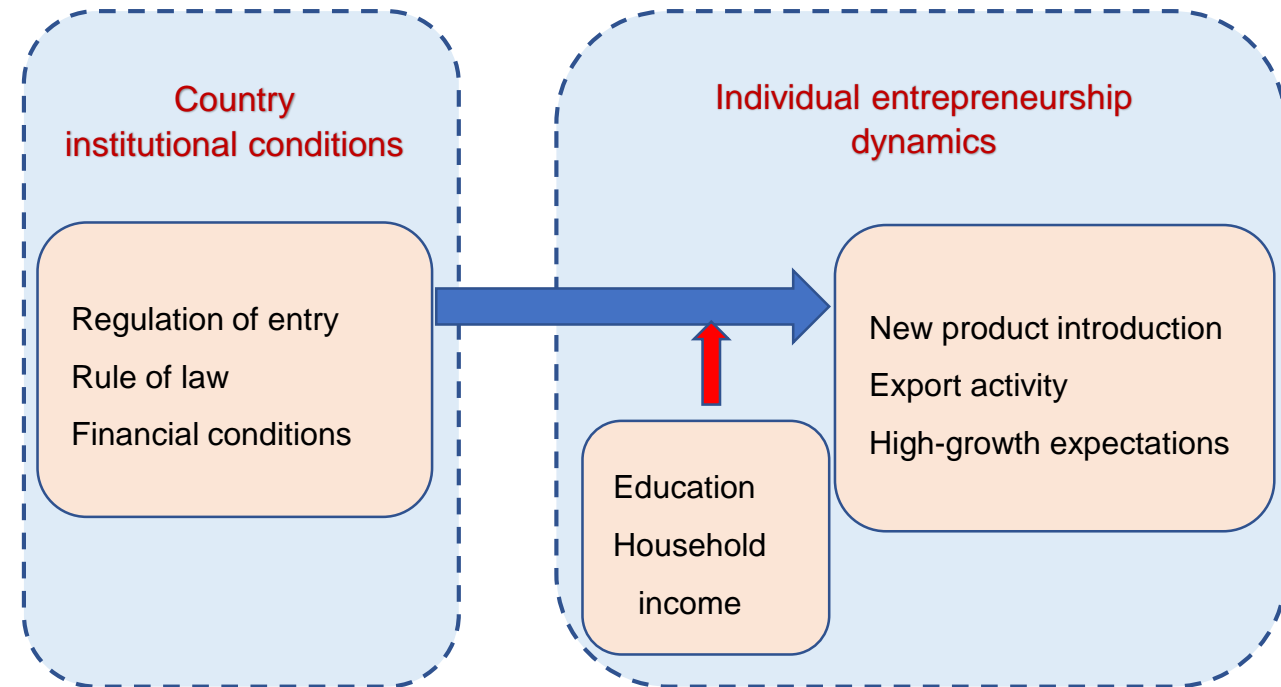 Country
institutional conditions
Regulation of entry
Rule of law
Financial conditions
Individual entrepreneurship
dynamics
New product introduction
Export activity
High-growth expectations
Education
Household
income